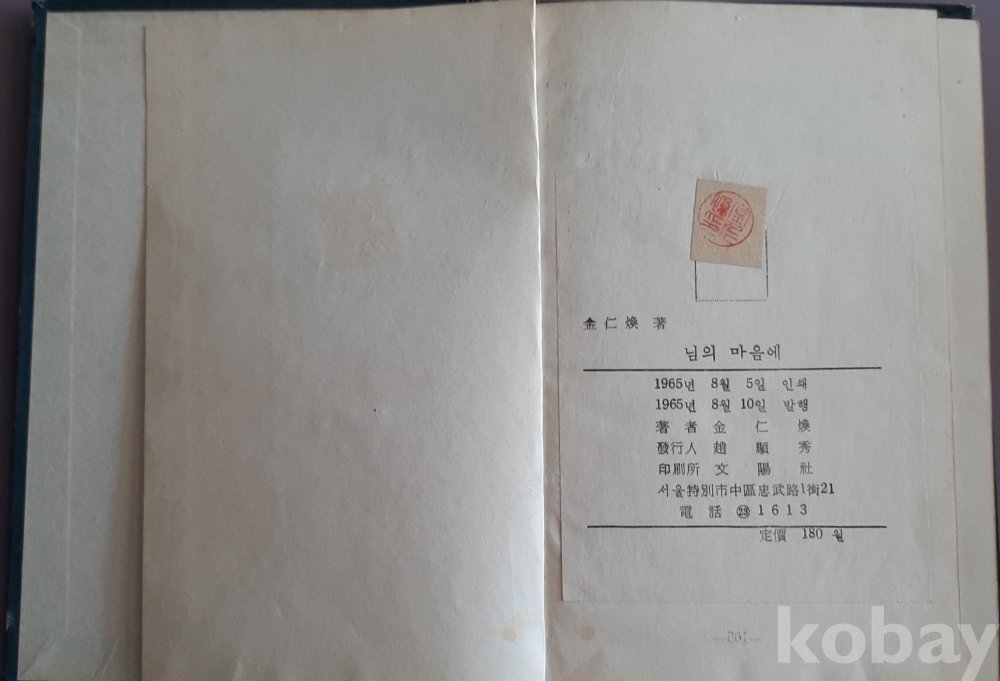 金仁煥 著
님의 마음에
1965년 8월 5일 인쇄
1965년 8월 10일 발행
著者 金仁煥
發行人 趙顯秀
印刷所 文陽社
서울特別市中區忠武路1街21
電話 ㉓ 1613
定價 180 원
kobay